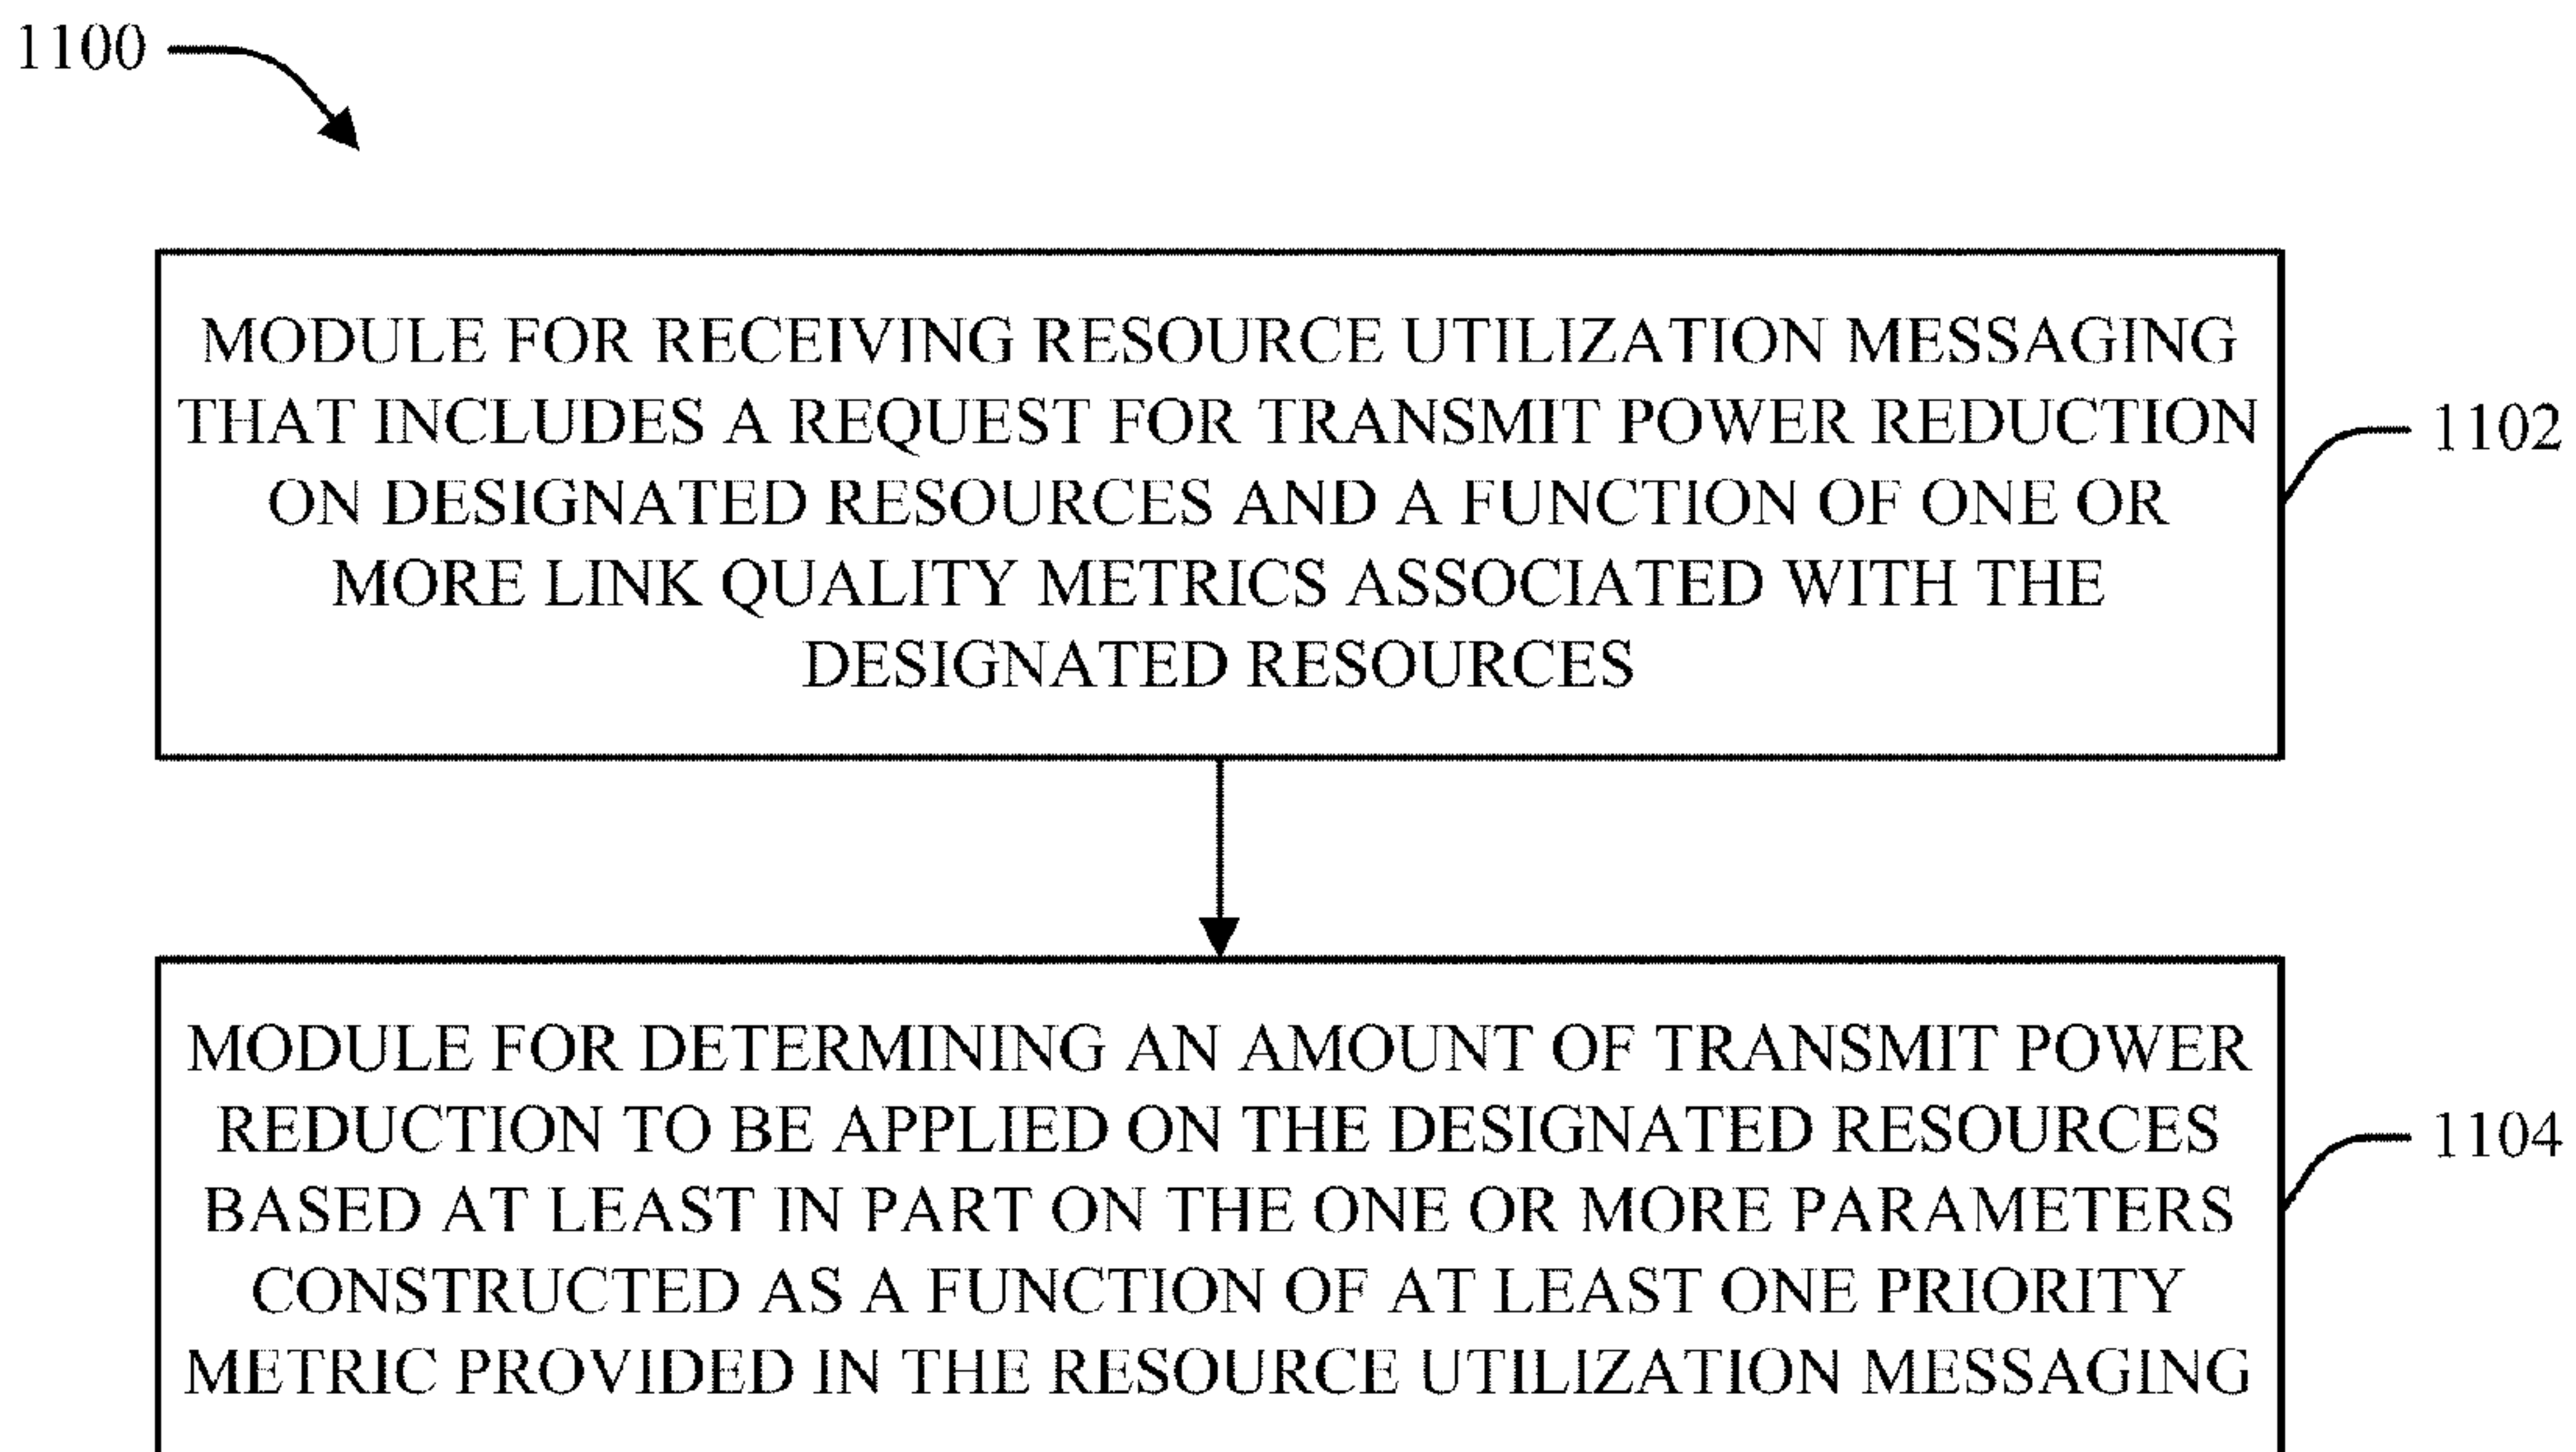 1100
MODULE FOR RECEIVING RESOURCE UTILIZATION MESSAGING
THAT INCLUDES A REQUEST FOR TRANSMIT POWER REDUCTION
ON DESIGNATED RESOURCES AND A FUNCTION OF ONE OR
MORE LINK QUALITY METRICS ASSOCIATED WITH THE
DESIGNATED RESOURCES
1102
MODULE FOR DETERMINING AN AMOUNT OF TRANSMIT POWER
REDUCTION TO BE APPLIED ON THE DESIGNATED RESOURCES
BASED AT LEAST IN PART ON THE ONE OR MORE PARAMETERS
CONSTRUCTED AS A FUNCTION OF AT LEAST ONE PRIORITY
METRIC PROVIDED IN THE RESOURCE UTILIZATION MESSAGING
1104